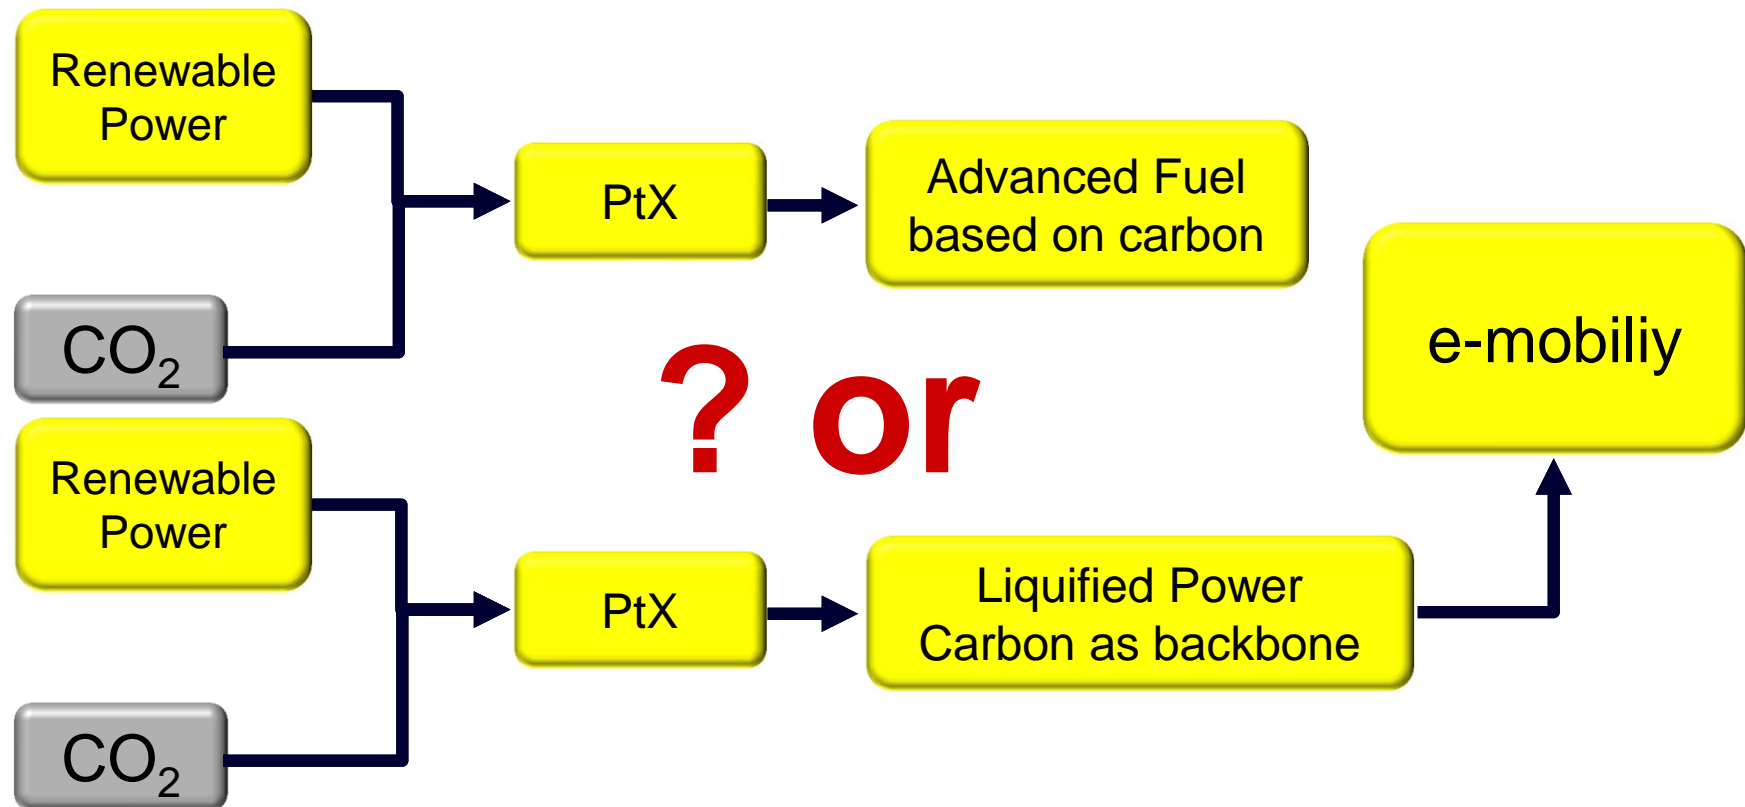 Renewable
Power
PtX
Advanced Fuel
based on carbon
CO₂
? or
e-mobiliy
Renewable
Power
PtX
Liquified Power
Carbon as backbone
CO₂